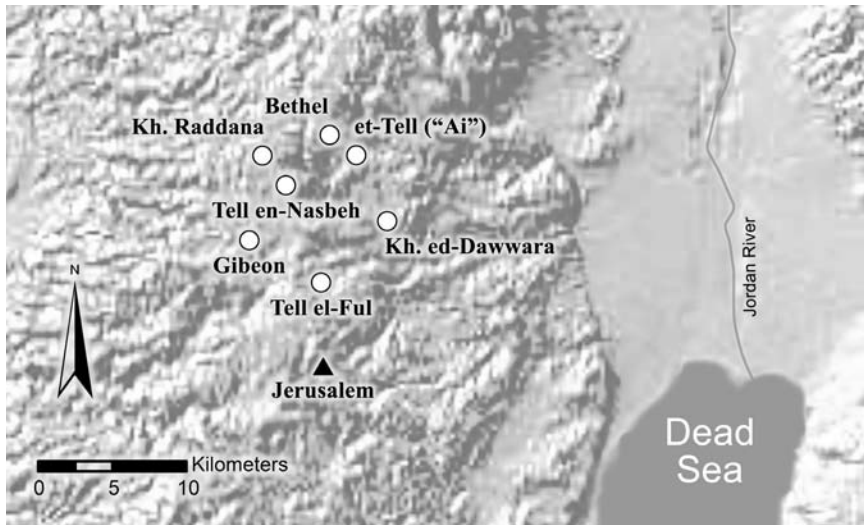 Bethel
Kh. Raddana
et-Tell (“Ai”)
Tell en-Nasbeh
Kh. ed-Dawwara
Gibeon
Tell el-Ful
Jerusalem
Jordan River
N
Kilometers
0 5 10
Dead
Sea